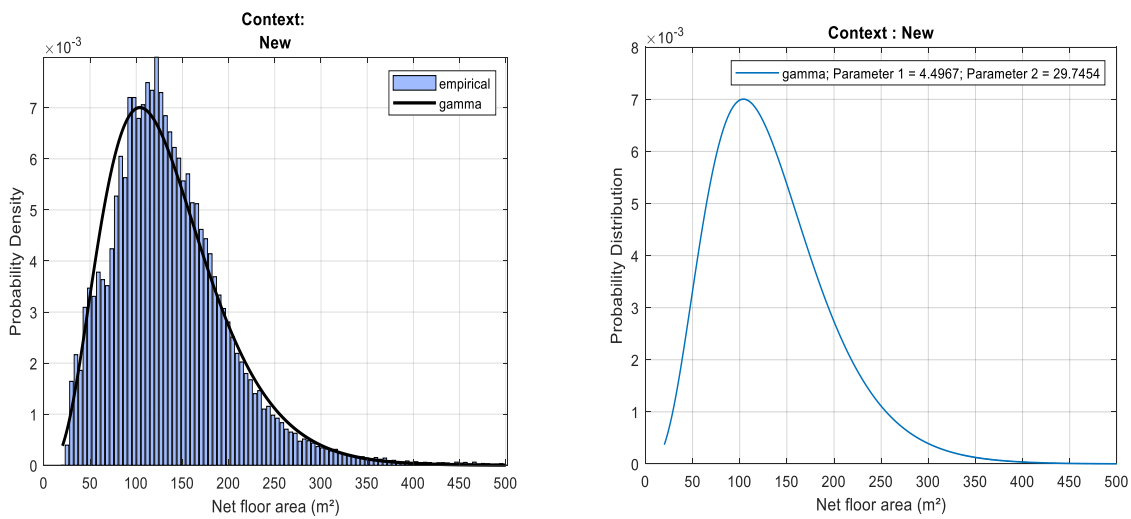 Context:
New
×10⁻³
7
6
5
4
3
2
1
0
Probability Density
empirical
gamma
0 50 100 150 200 250 300 350 400 450 500
Net floor area (m²)
Context : New
×10⁻³
8
7
6
5
4
3
2
1
0
Probability Distribution
gamma; Parameter 1 = 4.4967; Parameter 2 = 29.7454
0 50 100 150 200 250 300 350 400 450 500
Net floor area (m²)